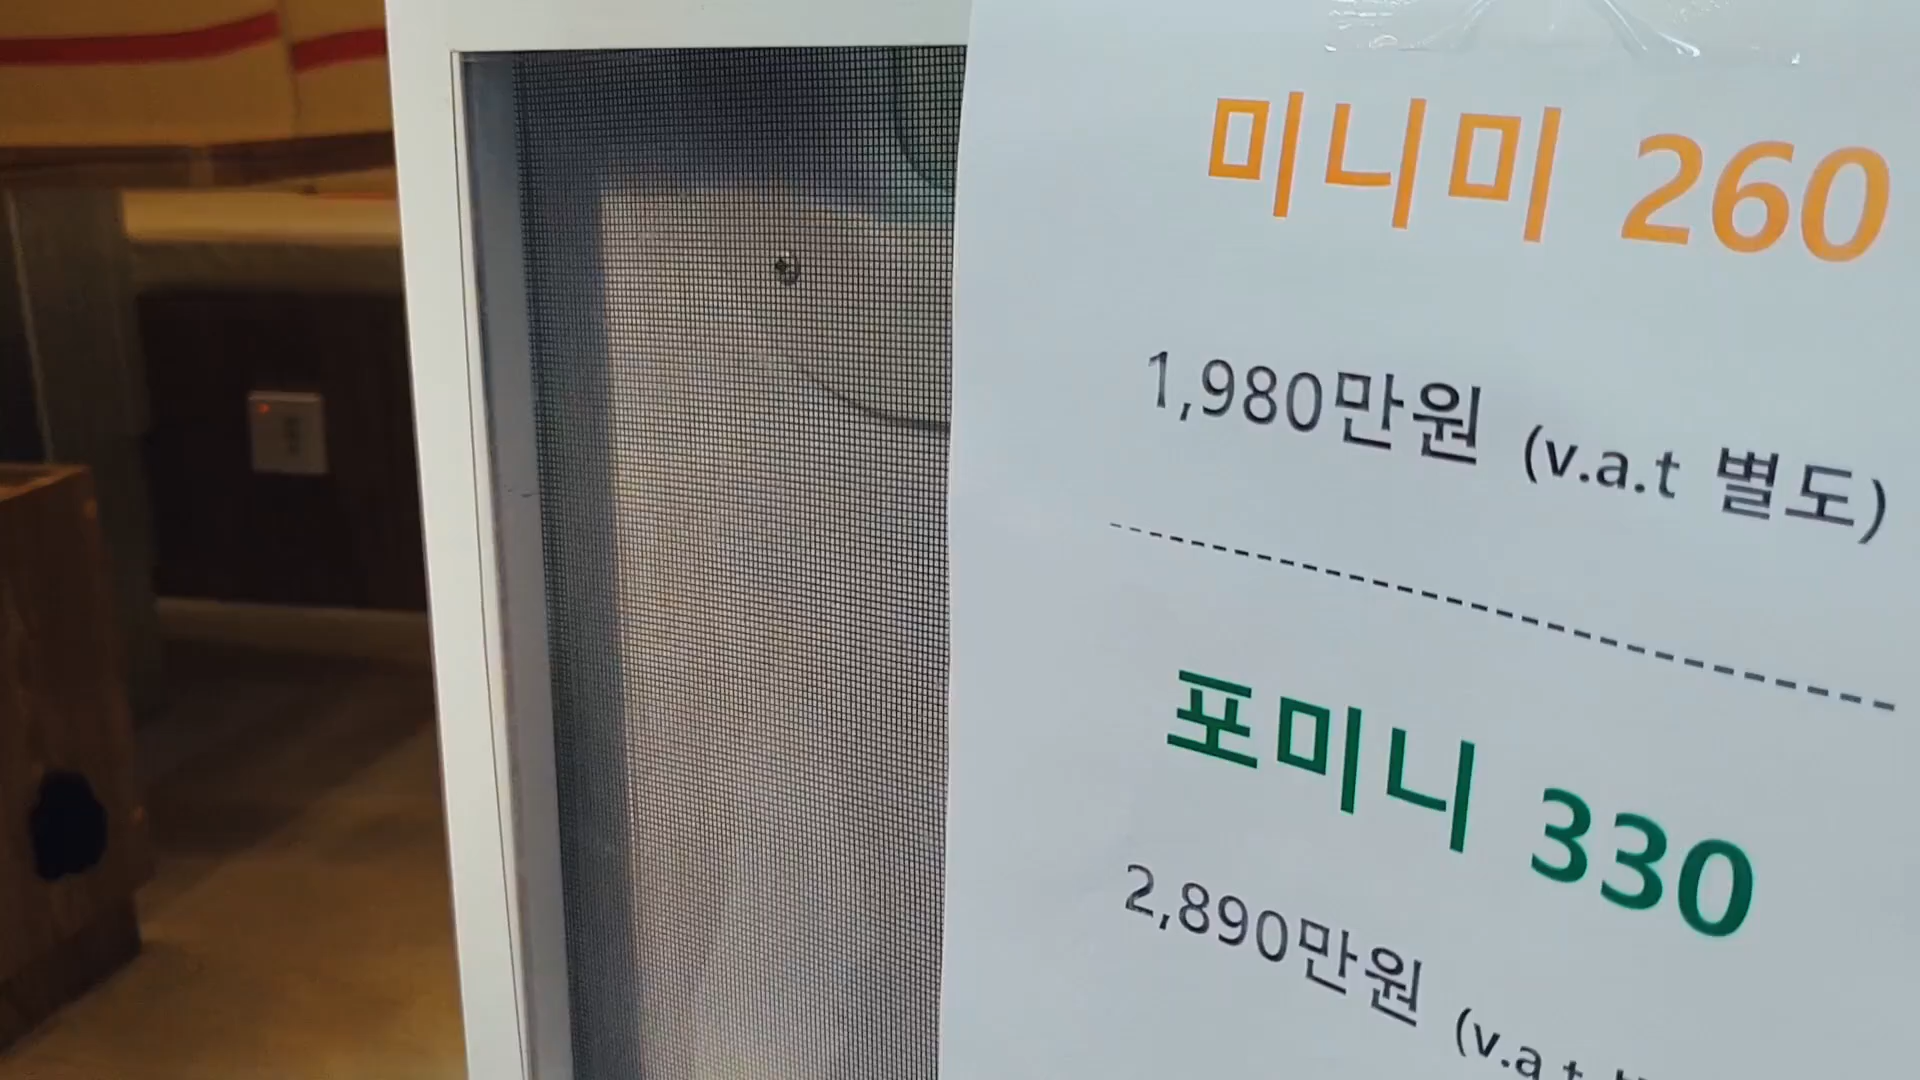 미니미 260
1,980만원 (v.a.t 별도)
포미니 330
2,890만원 (v.a.t